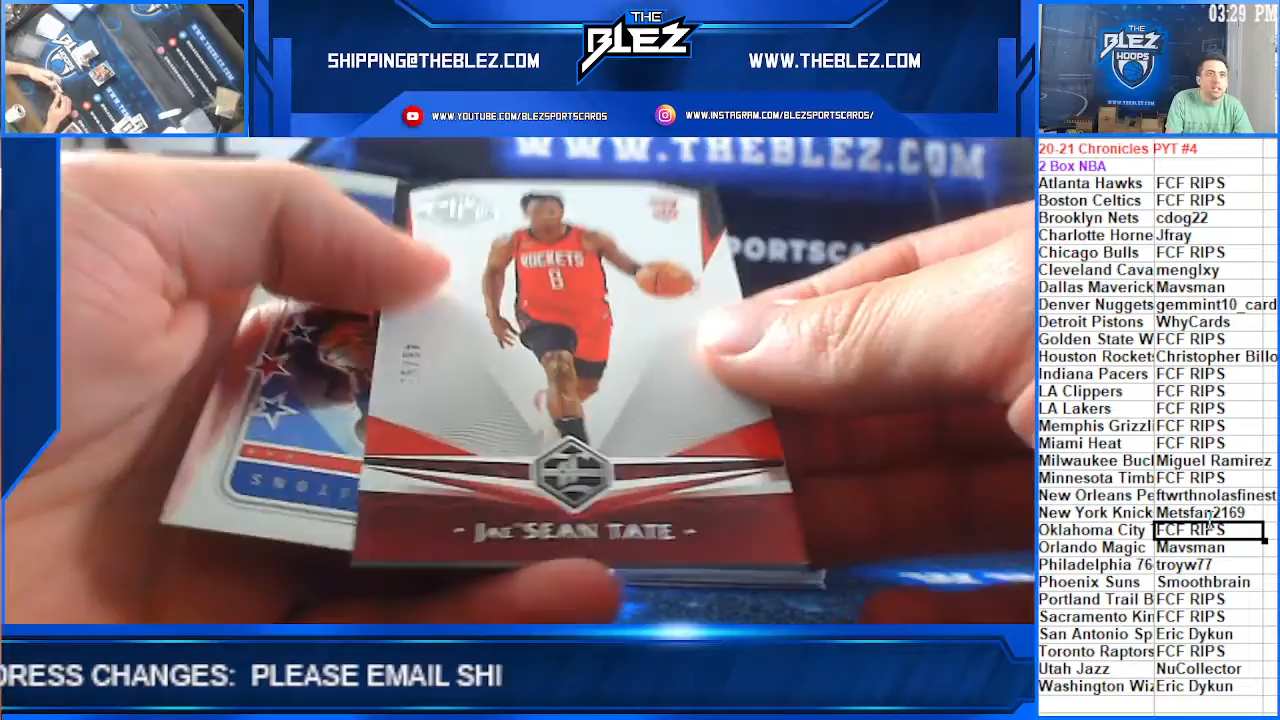 03:29 PM
THE
BLEZ
SHIPPING@THEBLEZ.COM
WWW.THEBLEZ.COM
WWW.YOUTUBE.COM/BLEZSPORTSCARDS
WWW.INSTAGRAM.COM/BLEZSPORTSCARDS/
THE
BLEZ
HOOPS
WWW.THEBLEZ.COM
WWW.THEBLEZ.COM
SPORTSCA
ROCKETS
8
- JAE'SEAN TATE -
20-21 Chronicles PYT #4
2 Box NBA
Atlanta Hawks FCF RIPS
Boston Celtics FCF RIPS
Brooklyn Nets cdog22
Charlotte Horne Jfray
Chicago Bulls FCF RIPS
Cleveland Cava menglxy
Dallas Maverick Mavsman
Denver Nuggets gemmint10_card
Detroit Pistons WhyCards
Golden State W FCF RIPS
Houston Rocket Christopher Billo
Indiana Pacers FCF RIPS
LA Clippers FCF RIPS
LA Lakers FCF RIPS
Memphis Grizzli FCF RIPS
Miami Heat FCF RIPS
Milwaukee Buc Miguel Ramirez
Minnesota Timb FCF RIPS
New Orleans Pe ftwrthnolasfinest
New York Knick Metsfan2169
Oklahoma City FCF RIPS
Orlando Magic Mavsman
Philadelphia 76 troyw77
Phoenix Suns Smoothbrain
Portland Trail B FCF RIPS
Sacramento Kin FCF RIPS
San Antonio Sp Eric Dykun
Toronto Raptors FCF RIPS
Utah Jazz NuCollector
Washington Wiz Eric Dykun
DRESS CHANGES: PLEASE EMAIL SHI